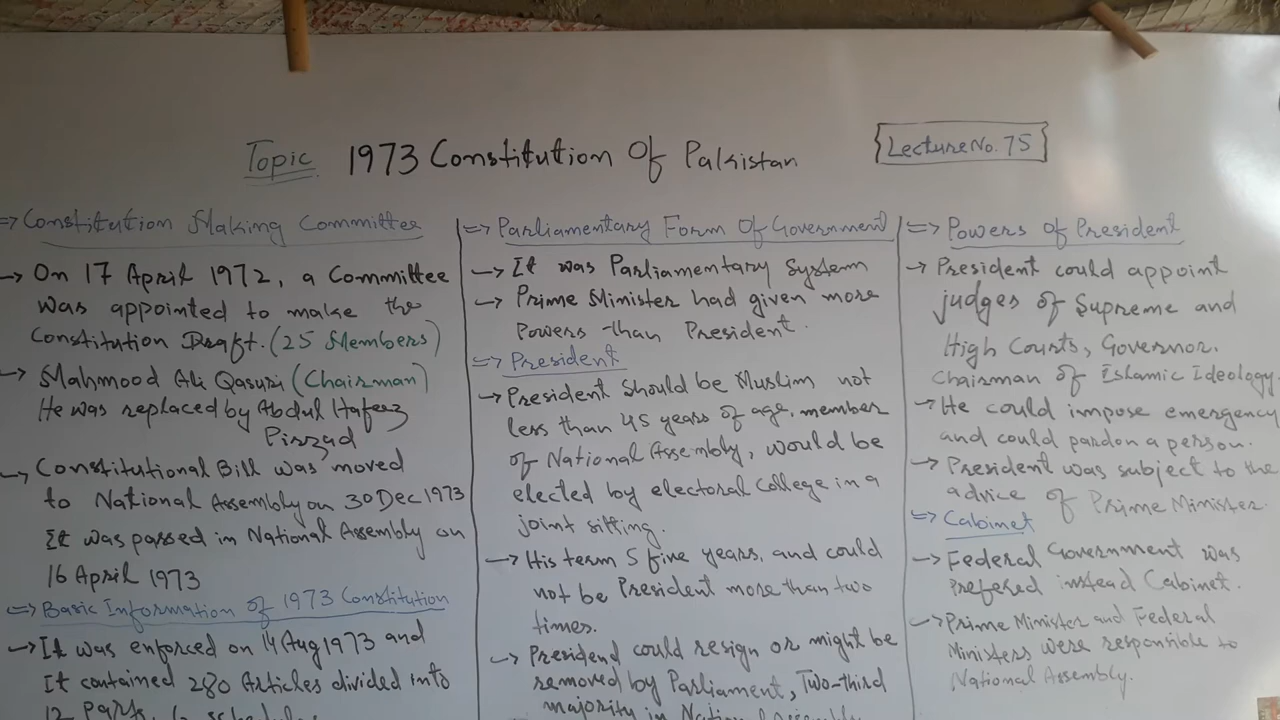 Topic 1973 Constitution Of Pakistan
Lecture No. 75
=> Constitution Making Committee
→ On 17 April 1972, a Committee
was appointed to make the
Constitution Draft. (25 Members)
→ Mahmood Ali Qasuri (Chairman)
He was replaced by Abdul Hafeez
Pirzad
→ Constitutional Bill was moved
to National Assembly on 30 Dec 1973
It was passed in National Assembly on
16 April 1973
=> Basic Information of 1973 Constitution
→ It was enforced on 14 Aug 1973 and
It contained 280 Articles divided into
12 Parts, 6 schedules
=> Parliamentary Form Of Government
→ It was Parliamentary System
→ Prime Minister had given more
Powers than President.
=> President
→ President should be Muslim not
less than 45 years of age, member
of National Assembly, would be
elected by electoral College in a
joint sitting.
→ His term 5 five years, and could
not be President more than two
times.
→ Presidend could resign or might be
removed by Parliament, Two-third
majority in National Assembly
=> Powers of President
→ President could appoint
judges of Supreme and
High Courts, Governor.
Chairman of Islamic Ideology.
→ He could impose emergency
and could pardon a person.
→ President was subject to the
advice of Prime Minister.
=> Cabinet
→ Federal Government was
Prefered instead Cabinet.
→ Prime Minister and Federal
Ministers were responsible to
National Assembly.